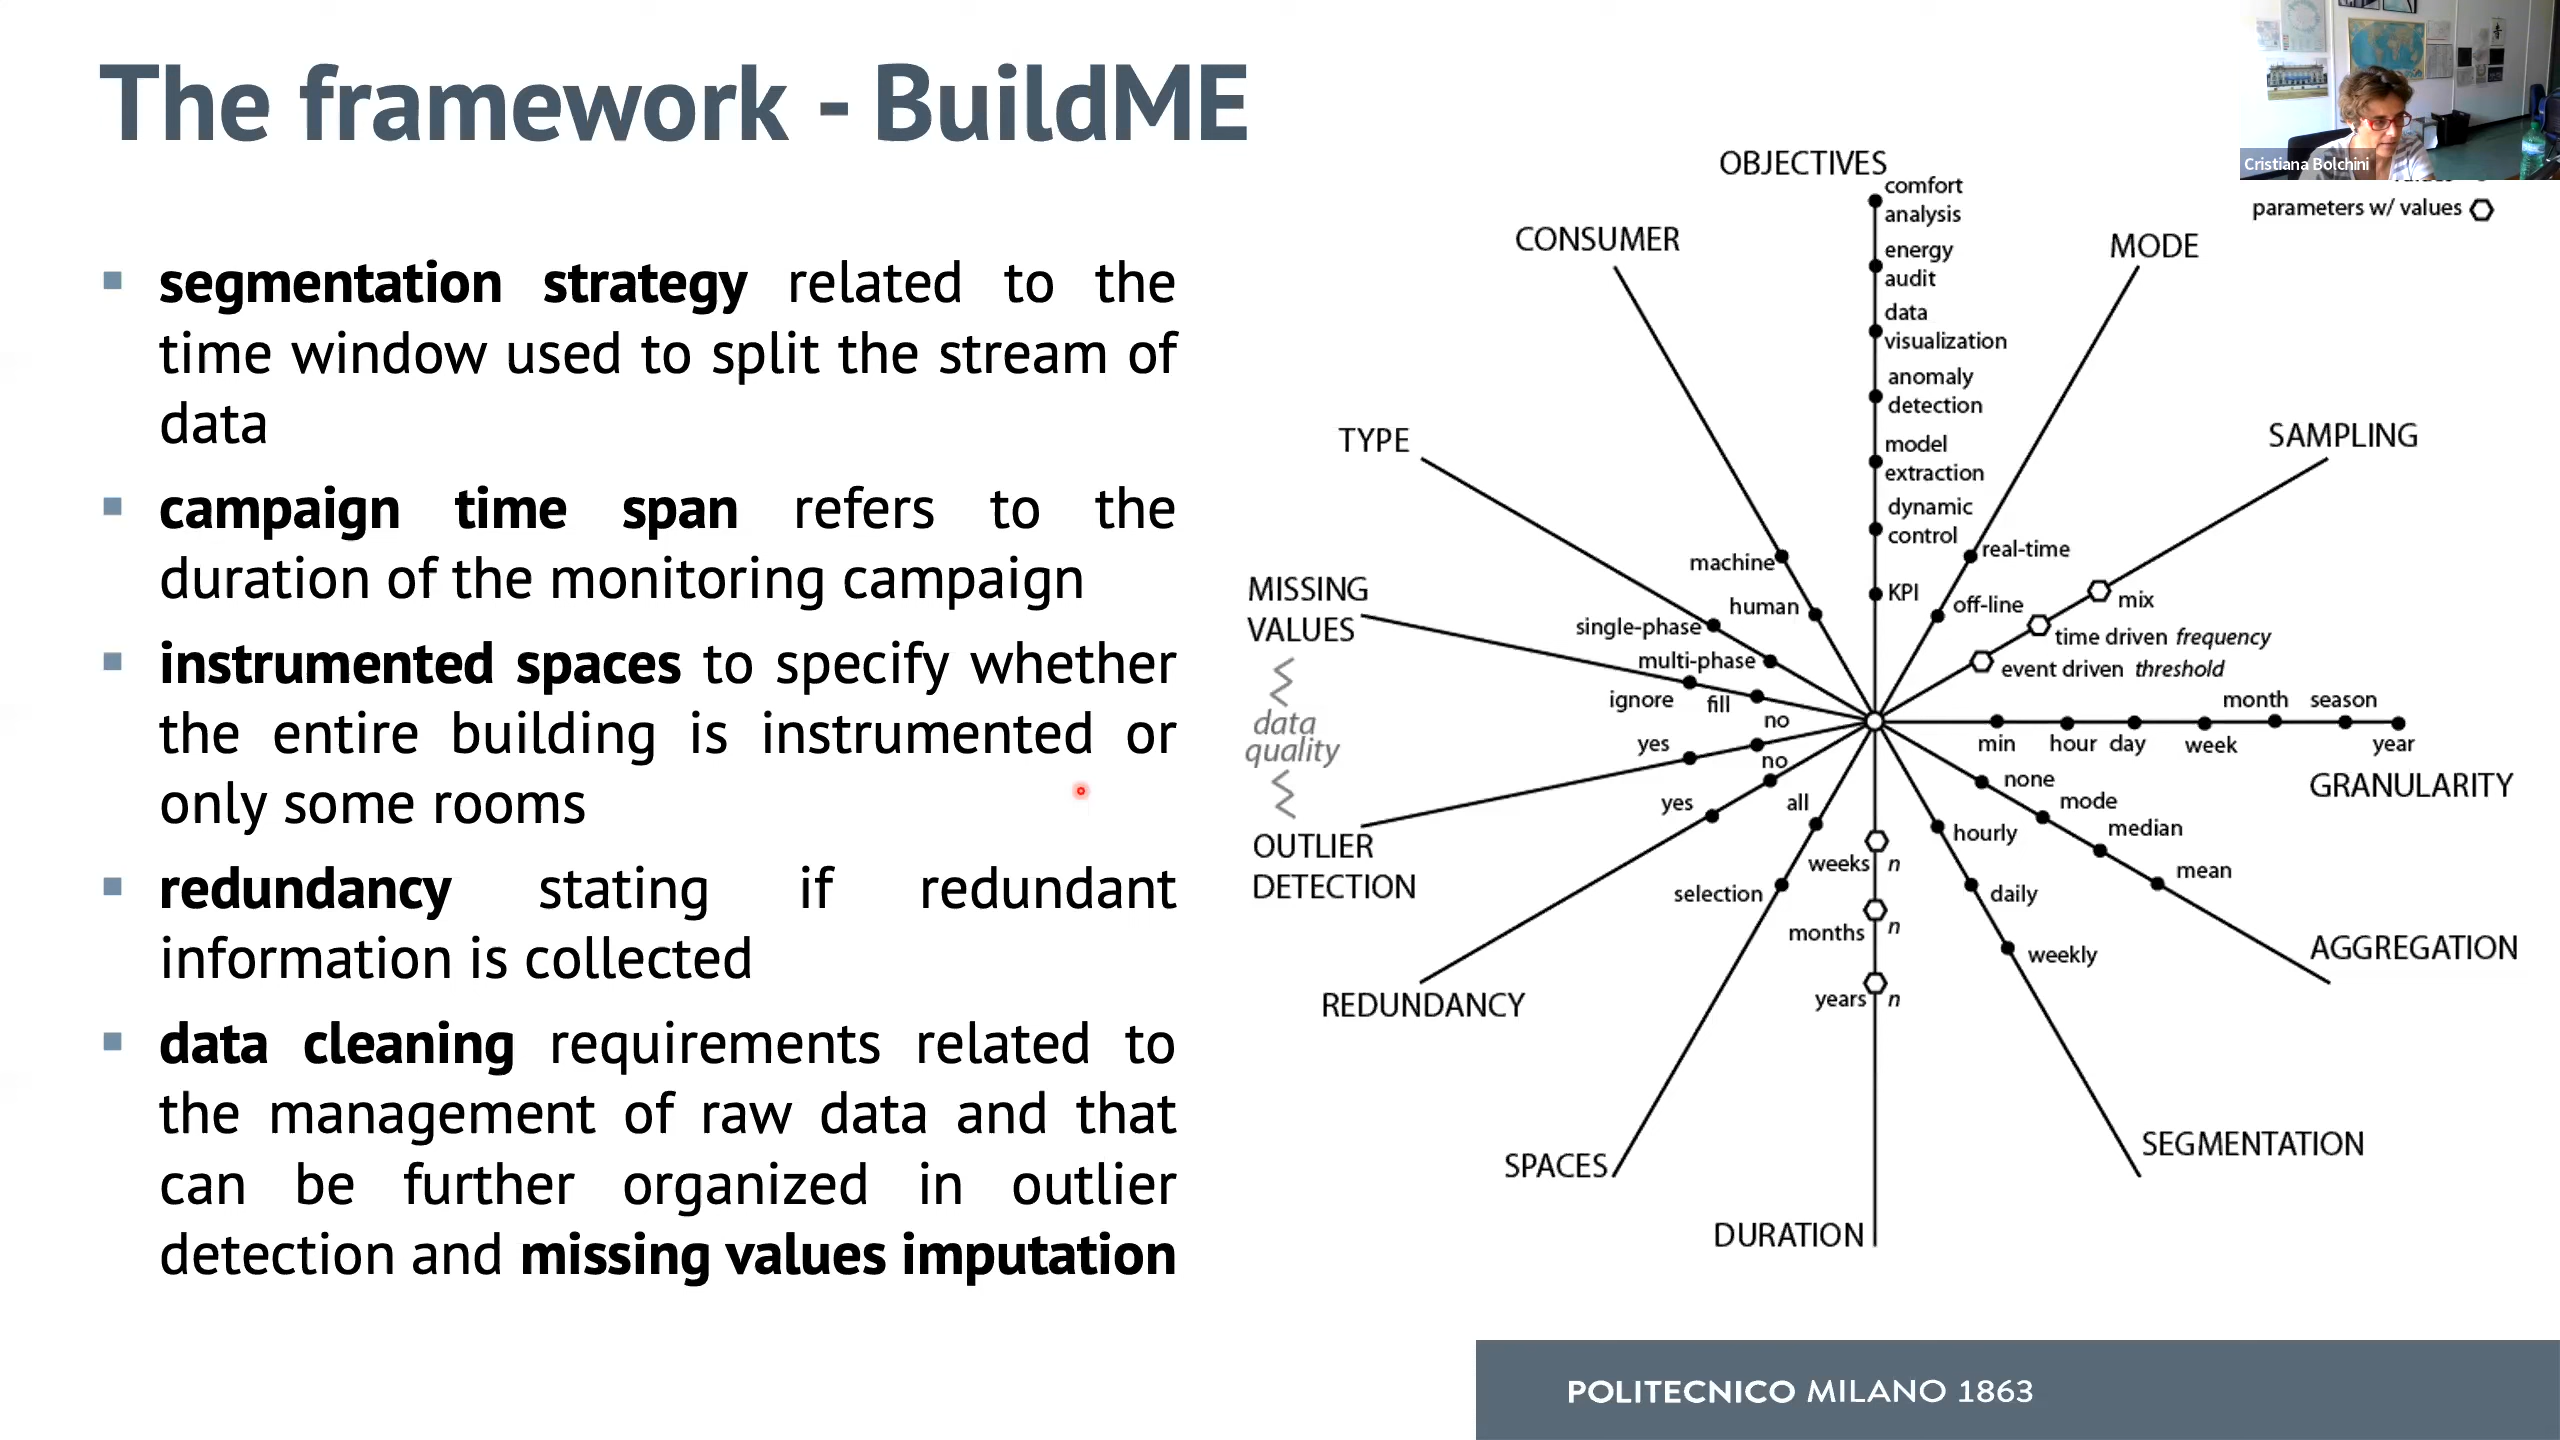 The framework - BuildME
segmentation strategy related to the
time window used to split the stream of
data
campaign time span refers to the
duration of the monitoring campaign
instrumented spaces to specify whether
the entire building is instrumented or
only some rooms
redundancy stating if redundant
information is collected
data cleaning requirements related to
the management of raw data and that
can be further organized in outlier
detection and missing values imputation
Cristiana Bolchini
parameters w/ values
OBJECTIVES
comfort
analysis
energy
audit
data
visualization
anomaly
detection
model
extraction
dynamic
control
KPI
MODE
real-time
off-line
SAMPLING
mix
time driven frequency
event driven threshold
month season
min hour day week year
GRANULARITY
none
mode
median
mean
AGGREGATION
hourly
daily
weekly
SEGMENTATION
weeks n
months n
years n
DURATION
all
selection
SPACES
no
yes
REDUNDANCY
no
yes
OUTLIER
DETECTION
data
quality
MISSING
VALUES
ignore fill
single-phase
multi-phase
TYPE
machine
human
CONSUMER
POLITECNICO MILANO 1863